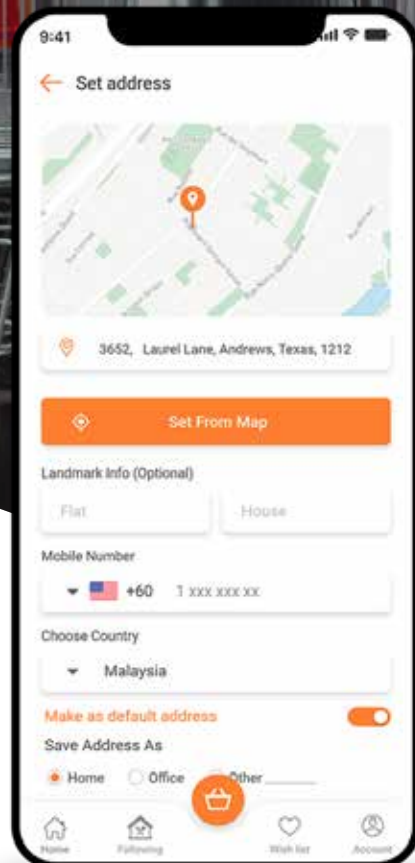 9:41
Set address
3652, Laurel Lane, Andrews, Texas, 1212
Set From Map
Landmark Info (Optional)
Flat House
Mobile Number
+60 1 xxx xxx xx
Choose Country
Malaysia
Make as default address
Save Address As
Home Office Other
Home Following Wish list Account